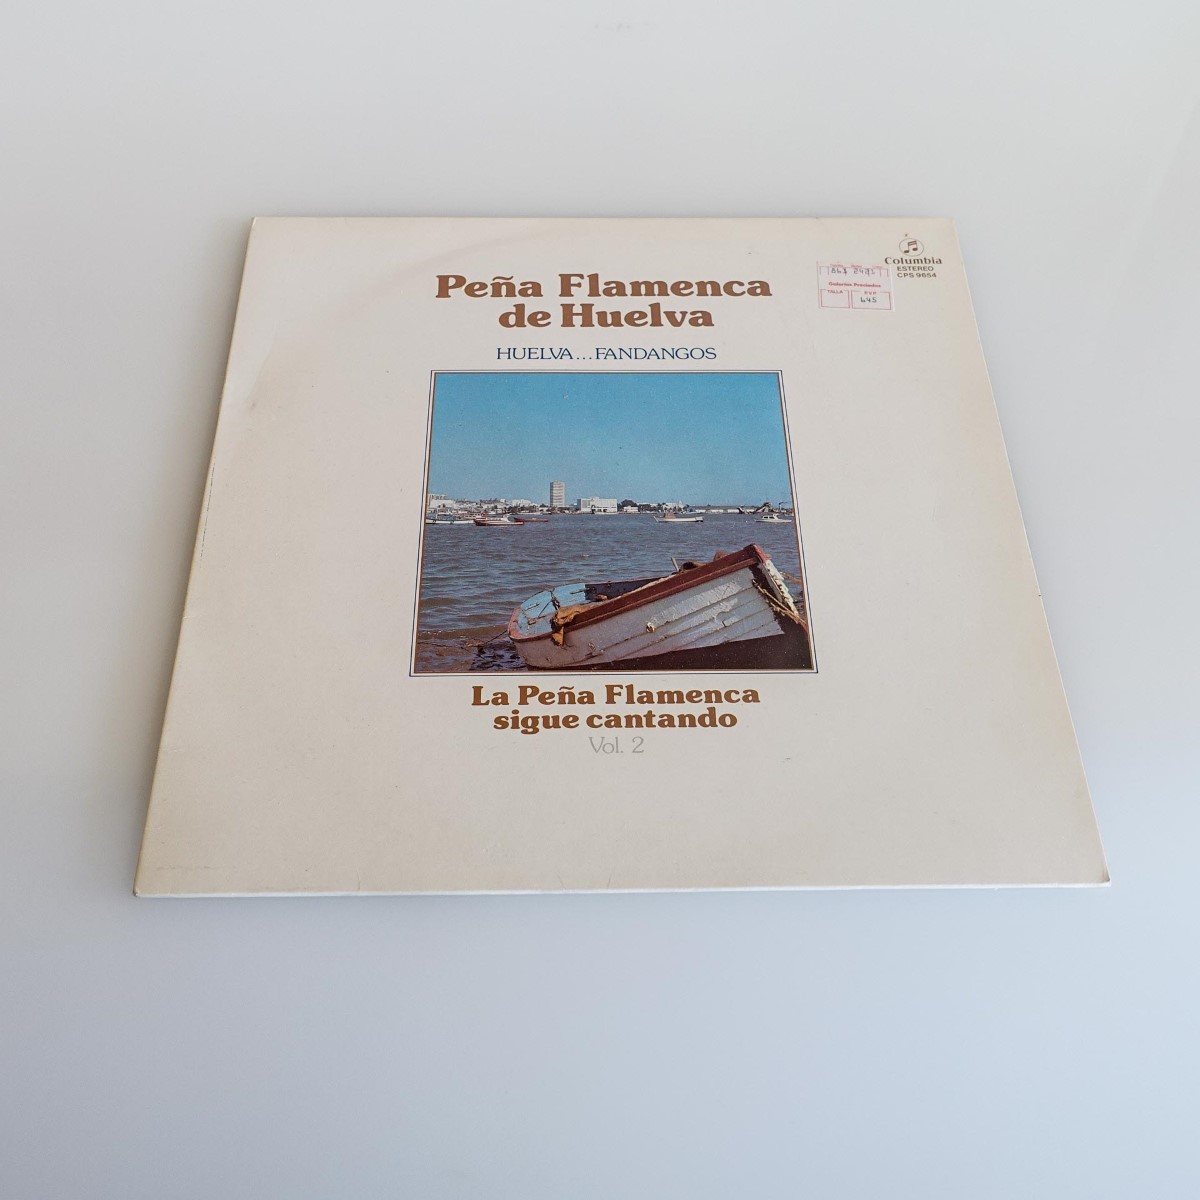 Peña Flamenca
de Huelva
HUELVA...FANDANGOS
Columbia
ESTEREO
CPS 9654
Galerías Preciados
TALLA
P.V.P.
645
La Peña Flamenca
sigue cantando
Vol. 2